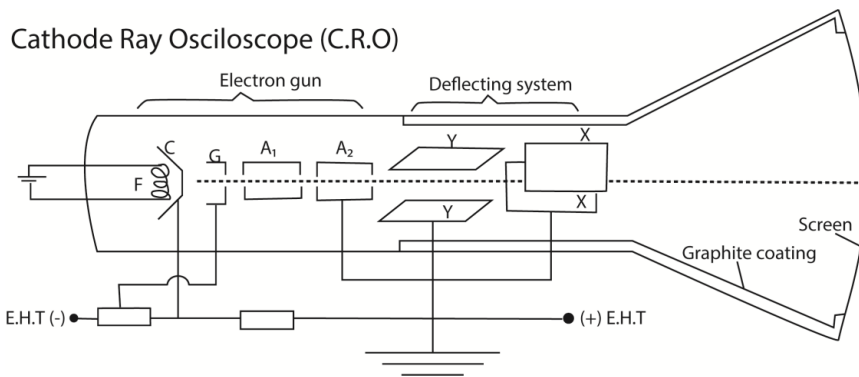 Cathode Ray Osciloscope (C.R.O)
Electron gun
Deflecting system
C
G
A₁
A₂
Y
X
F
Y
X
Screen
Graphite coating
E.H.T (-)
(+) E.H.T